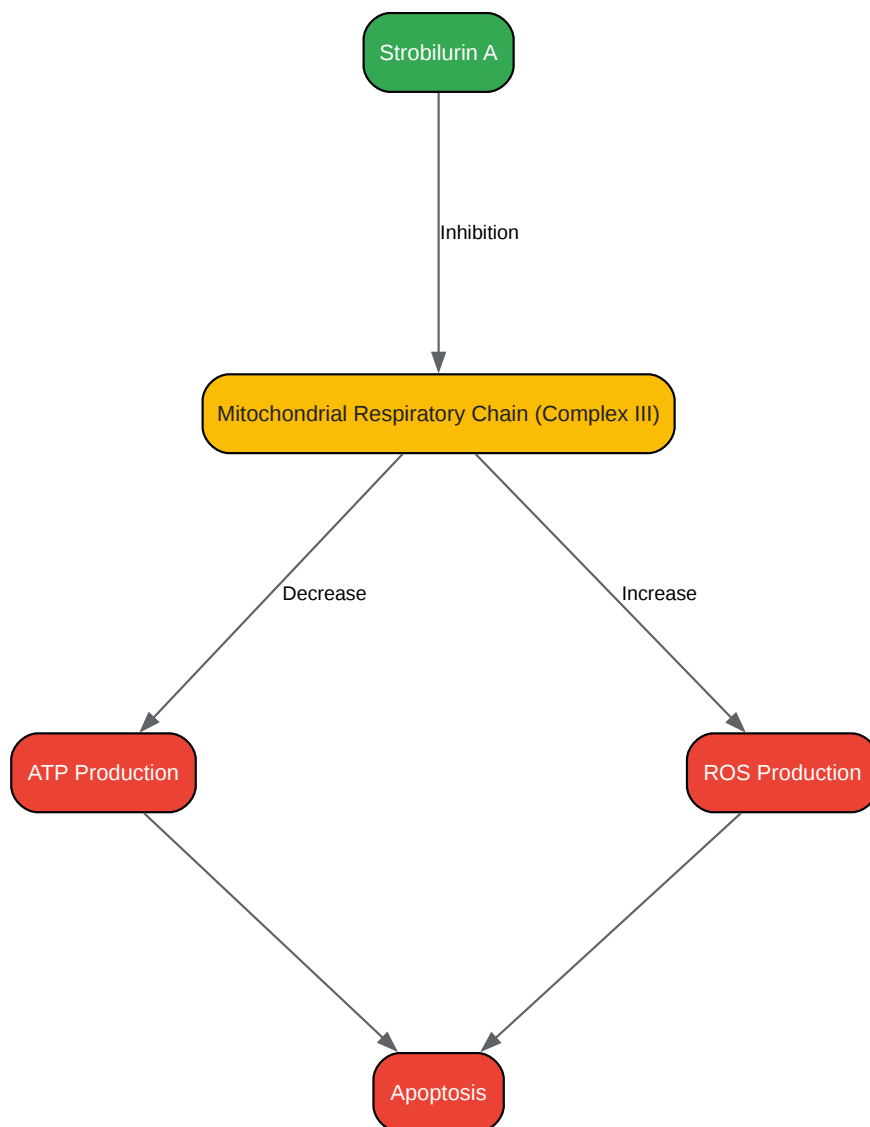 Strobilurin A
Inhibition
Mitochondrial Respiratory Chain (Complex III)
Decrease
Increase
ATP Production
ROS Production
Apoptosis